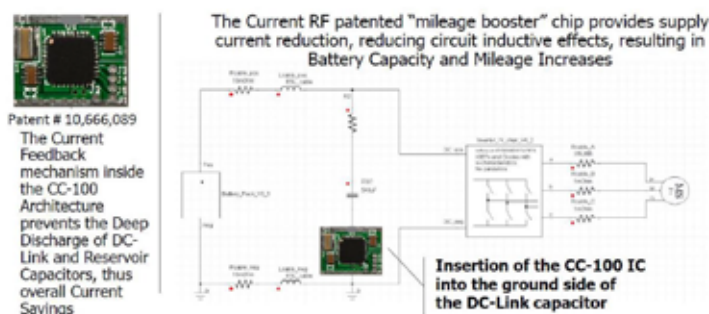 The Current RF patented “mileage booster” chip provides supply
current reduction, reducing circuit inductive effects, resulting in
Battery Capacity and Mileage Increases
Patent # 10,666,089
The Current
Feedback
mechanism inside
the CC-100
Architecture
prevents the Deep
Discharge of DC-
Link and Reservoir
Capacitors, thus
overall Current
Savings
Insertion of the CC-100 IC
into the ground side of
the DC-Link capacitor